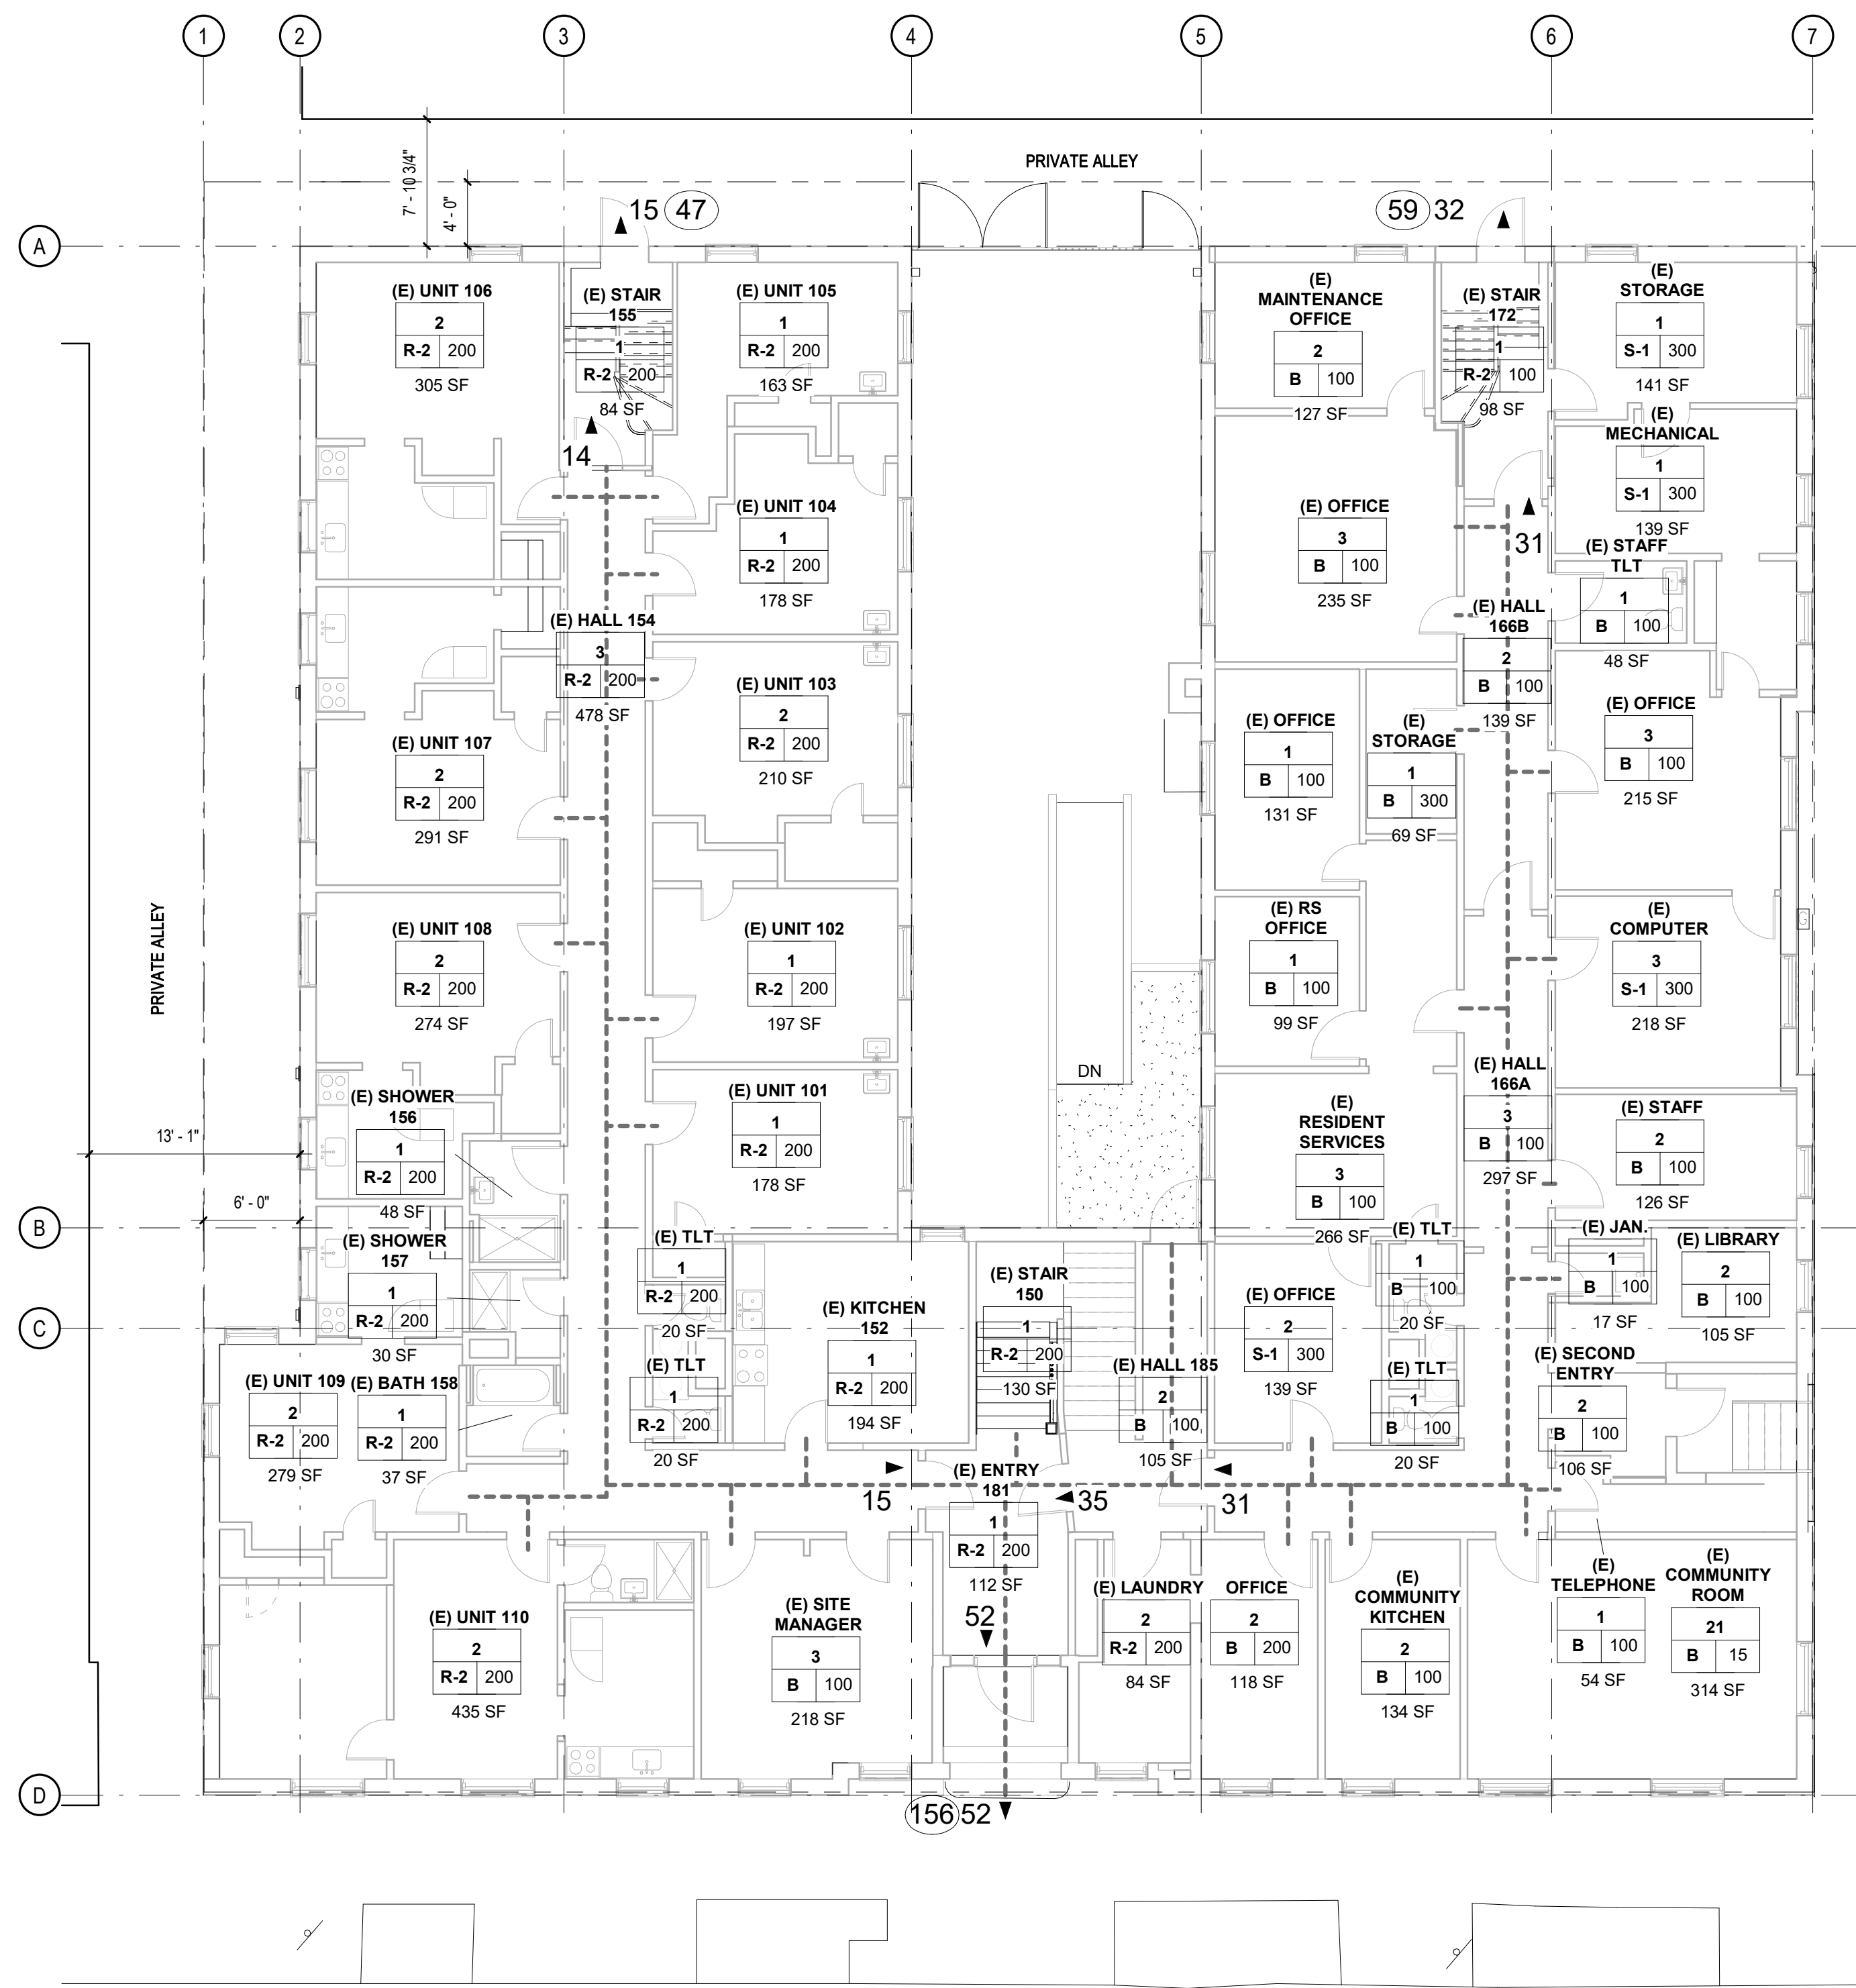 1
2
3
4
5
6
7
PRIVATE ALLEY
7' - 10 3/4"
4' - 0"
15
47
59
32
A
(E) UNIT 106
2
R-2
200
305 SF
(E) STAIR
155
1
R-2
200
84 SF
14
(E) UNIT 105
1
R-2
200
163 SF
(E)
MAINTENANCE
OFFICE
2
B
100
127 SF
(E) STAIR
172
1
R-2
100
98 SF
(E)
STORAGE
1
S-1
300
141 SF
(E)
MECHANICAL
1
S-1
300
139 SF
(E) UNIT 104
1
R-2
200
178 SF
(E) OFFICE
3
B
100
235 SF
31
(E) STAFF
TLT
1
B
100
48 SF
(E) HALL 154
3
R-2
200
478 SF
(E) HALL
166B
2
B
100
139 SF
(E) UNIT 103
2
R-2
200
210 SF
(E) UNIT 107
2
R-2
200
291 SF
(E) OFFICE
1
B
100
131 SF
(E)
STORAGE
1
B
300
69 SF
(E) OFFICE
3
B
100
215 SF
PRIVATE ALLEY
(E) UNIT 108
2
R-2
200
274 SF
(E) UNIT 102
1
R-2
200
197 SF
(E) RS
OFFICE
1
B
100
99 SF
(E)
COMPUTER
3
S-1
300
218 SF
DN
(E) SHOWER
156
1
R-2
200
48 SF
(E) UNIT 101
1
R-2
200
178 SF
(E)
RESIDENT
SERVICES
3
B
100
266 SF
(E) HALL
166A
3
B
100
297 SF
(E) STAFF
2
B
100
126 SF
13' - 1"
6' - 0"
B
(E) SHOWER
157
1
R-2
200
30 SF
(E) TLT
1
R-2
200
20 SF
(E) STAIR
150
1
R-2
200
130 SF
(E) TLT
1
B
100
20 SF
(E) JAN.
1
B
100
17 SF
(E) LIBRARY
2
B
100
105 SF
C
(E) KITCHEN
152
1
R-2
200
194 SF
(E) OFFICE
2
S-1
300
139 SF
(E) UNIT 109
2
R-2
200
279 SF
(E) BATH 158
1
R-2
200
37 SF
(E) TLT
1
R-2
200
20 SF
(E) HALL 185
2
B
100
105 SF
(E) TLT
1
B
100
20 SF
(E) SECOND
ENTRY
2
B
100
106 SF
15
35
31
(E) ENTRY
181
1
R-2
200
112 SF
52
(E) UNIT 110
2
R-2
200
435 SF
(E) SITE
MANAGER
3
B
100
218 SF
(E) LAUNDRY
2
R-2
200
84 SF
OFFICE
2
B
200
118 SF
(E)
COMMUNITY
KITCHEN
2
B
100
134 SF
(E)
TELEPHONE
1
B
100
54 SF
(E)
COMMUNITY
ROOM
21
B
15
314 SF
D
156
52